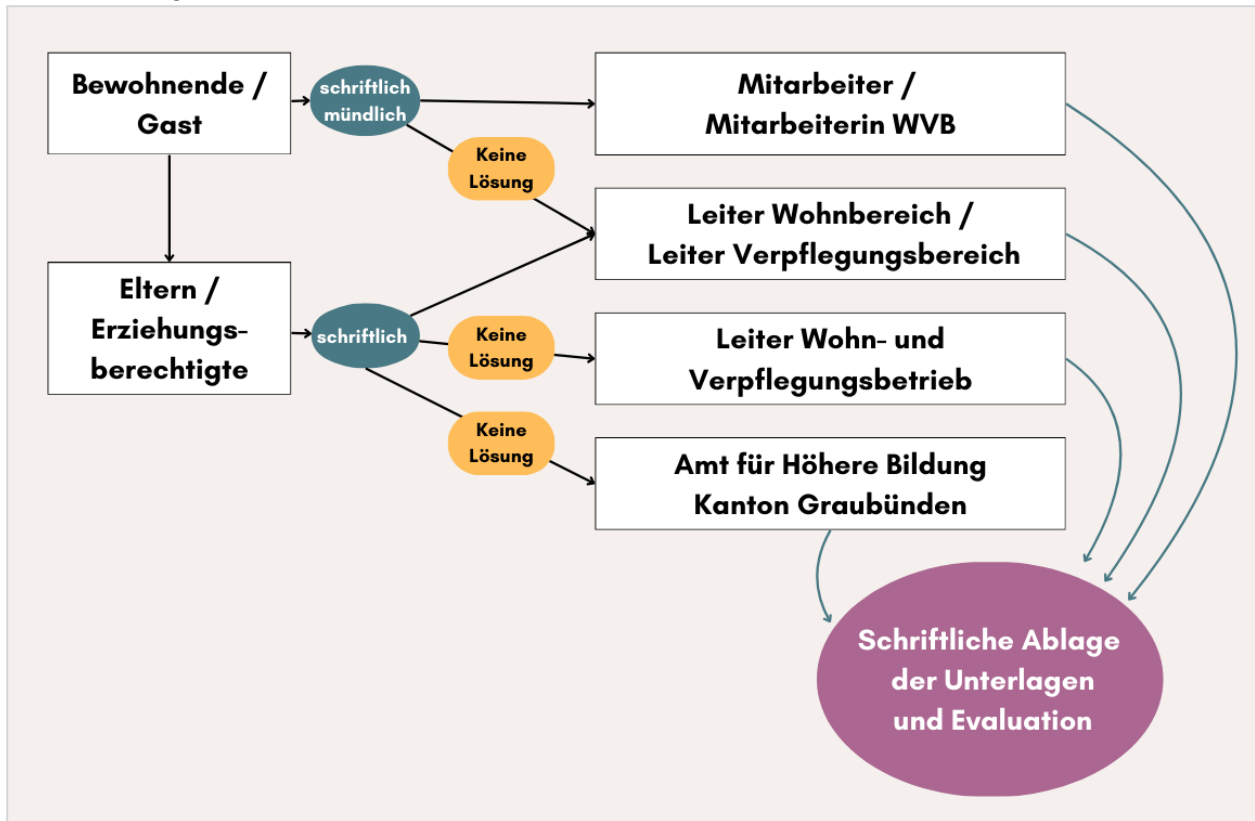 Bewohnende /
Gast
schriftlich
mündlich
Mitarbeiter /
Mitarbeiterin WVB
Keine
Lösung
Leiter Wohnbereich /
Leiter Verpflegungsbereich
Eltern /
Erziehungs-
berechtigte
schriftlich
Keine
Lösung
Leiter Wohn- und
Verpflegungsbetrieb
Keine
Lösung
Amt für Höhere Bildung
Kanton Graubünden
Schriftliche Ablage
der Unterlagen
und Evaluation